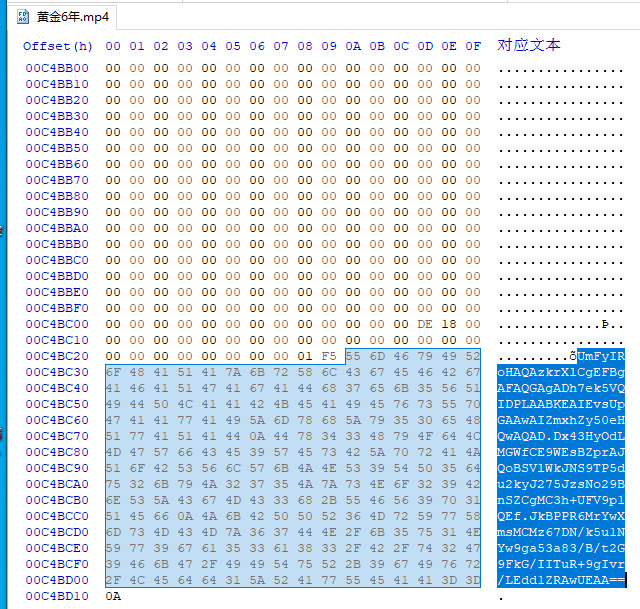 黄金6年.mp4
Offset(h) 00 01 02 03 04 05 06 07 08 09 0A 0B 0C 0D 0E 0F 对应文本
00C4BB00 00 00 00 00 00 00 00 00 00 00 00 00 00 00 00 00 ................
00C4BB10 00 00 00 00 00 00 00 00 00 00 00 00 00 00 00 00 ................
00C4BB20 00 00 00 00 00 00 00 00 00 00 00 00 00 00 00 00 ................
00C4BB30 00 00 00 00 00 00 00 00 00 00 00 00 00 00 00 00 ................
00C4BB40 00 00 00 00 00 00 00 00 00 00 00 00 00 00 00 00 ................
00C4BB50 00 00 00 00 00 00 00 00 00 00 00 00 00 00 00 00 ................
00C4BB60 00 00 00 00 00 00 00 00 00 00 00 00 00 00 00 00 ................
00C4BB70 00 00 00 00 00 00 00 00 00 00 00 00 00 00 00 00 ................
00C4BB80 00 00 00 00 00 00 00 00 00 00 00 00 00 00 00 00 ................
00C4BB90 00 00 00 00 00 00 00 00 00 00 00 00 00 00 00 00 ................
00C4BBA0 00 00 00 00 00 00 00 00 00 00 00 00 00 00 00 00 ................
00C4BBB0 00 00 00 00 00 00 00 00 00 00 00 00 00 00 00 00 ................
00C4BBC0 00 00 00 00 00 00 00 00 00 00 00 00 00 00 00 00 ................
00C4BBD0 00 00 00 00 00 00 00 00 00 00 00 00 00 00 00 00 ................
00C4BBE0 00 00 00 00 00 00 00 00 00 00 00 00 00 00 00 00 ................
00C4BBF0 00 00 00 00 00 00 00 00 00 00 00 00 00 00 00 00 ................
00C4BC00 00 00 00 00 00 00 00 00 00 00 00 00 00 DE 18 00 .............Þ..
00C4BC10 00 00 00 00 00 00 00 00 00 00 00 00 00 00 00 00 ................
00C4BC20 00 00 00 00 00 00 00 00 01 F5 55 6D 46 79 49 52 .........õUmFyIR
00C4BC30 6F 48 41 51 41 7A 6B 72 58 6C 43 67 45 46 42 67 oHAQAzkrXlCgEFBg
00C4BC40 41 46 41 51 47 41 67 41 44 68 37 65 6B 35 56 51 AFAQGAgADh7ek5VQ
00C4BC50 49 44 50 4C 41 41 42 4B 45 41 49 45 76 73 55 70 IDPLAABKEAIEvsUp
00C4BC60 47 41 41 77 41 49 5A 6D 78 68 5A 79 35 30 65 48 GAAwAIZmxhZy50eH
00C4BC70 51 77 41 51 41 44 0A 44 78 34 33 48 79 4F 64 4C QwAQAD.Dx43HyOdL
00C4BC80 4D 47 57 66 43 45 39 57 45 73 42 5A 70 72 41 4A MGWfCE9WEsBZprAJ
00C4BC90 51 6F 42 53 56 6C 57 6B 4A 4E 53 39 54 50 35 64 QoBSVlWkJNS9TP5d
00C4BCA0 75 32 6B 79 4A 32 37 35 4A 7A 73 4E 6F 32 39 42 u2kyJ275JzsNo29B
00C4BCB0 6E 53 5A 43 67 4D 43 33 68 2B 55 46 56 39 70 31 nSZCgMC3h+UFV9p1
00C4BCC0 51 45 66 0A 4A 6B 42 50 50 52 36 4D 72 59 77 58 QEf.JkBPPR6MrYwX
00C4BCD0 6D 73 4D 43 4D 7A 36 37 44 4E 2F 6B 35 75 31 4E msMCMz67DN/k5u1N
00C4BCE0 59 77 39 67 61 35 33 61 38 33 2F 42 2F 74 32 47 Yw9ga53a83/B/t2G
00C4BCF0 39 46 6B 47 2F 49 49 54 75 52 2B 39 67 49 76 72 9FkG/IITuR+9gIvr
00C4BD00 2F 4C 45 64 64 31 5A 52 41 77 55 45 41 41 3D 3D /LEdd1ZRAwUEAA==
00C4BD10 0A .